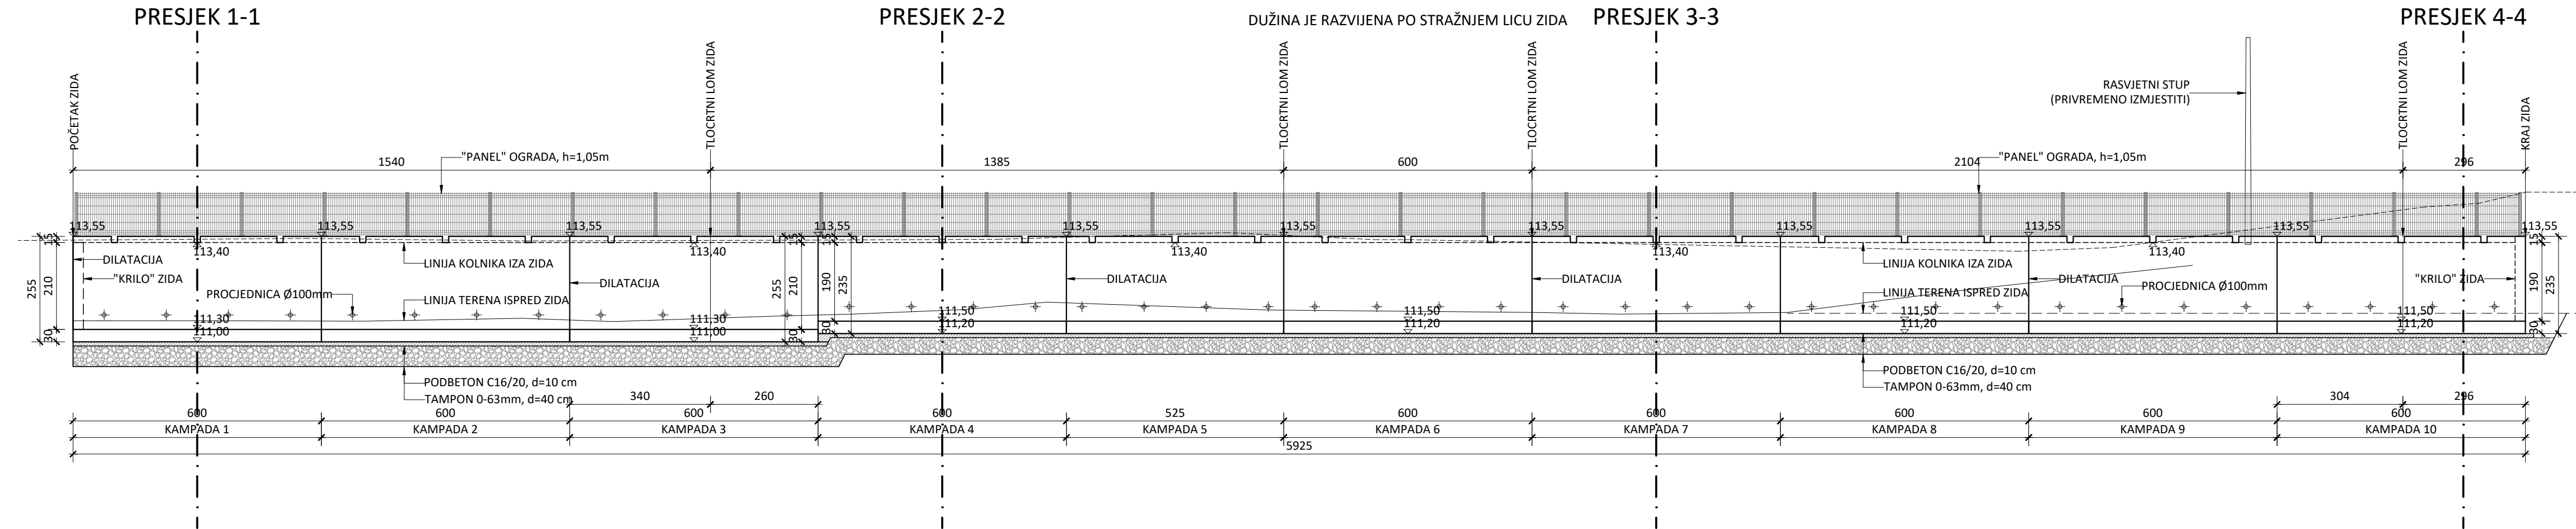 PRESJEK 1-1
PRESJEK 2-2
DUŽINA JE RAZVIJENA PO STRAŽNJEM LICU ZIDA
PRESJEK 3-3
PRESJEK 4-4
POČETAK ZIDA
TLOCRTNI LOM ZIDA
TLOCRTNI LOM ZIDA
TLOCRTNI LOM ZIDA
RASVJETNI STUP
(PRIVREMENO IZMJESTITI)
TLOCRTNI LOM ZIDA
KRAJ ZIDA
1540
"PANEL" OGRADA, h=1,05m
1385
600
2104
"PANEL" OGRADA, h=1,05m
296
113,55
113,55
113,55
113,55
113,55
113,55
113,55
113,55
113,55
113,55
113,55
15
15
15
15
113,40
113,40
113,40
113,40
113,40
DILATACIJA
LINIJA KOLNIKA IZA ZIDA
LINIJA KOLNIKA IZA ZIDA
"KRILO" ZIDA
DILATACIJA
DILATACIJA
DILATACIJA
DILATACIJA
"KRILO" ZIDA
255
210
255
210
190
235
190
235
PROCJEDNICA Ø100mm
LINIJA TERENA ISPRED ZIDA
LINIJA TERENA ISPRED ZIDA
PROCJEDNICA Ø100mm
111,30
111,00
111,30
111,00
111,50
111,20
111,50
111,20
111,50
111,20
111,50
111,20
30
30
30
30
PODBETON C16/20, d=10 cm
TAMPON 0-63mm, d=40 cm
PODBETON C16/20, d=10 cm
TAMPON 0-63mm, d=40 cm
340
260
304
296
600
600
600
600
525
600
600
600
600
600
KAMPADA 1
KAMPADA 2
KAMPADA 3
KAMPADA 4
KAMPADA 5
KAMPADA 6
KAMPADA 7
KAMPADA 8
KAMPADA 9
KAMPADA 10
5925